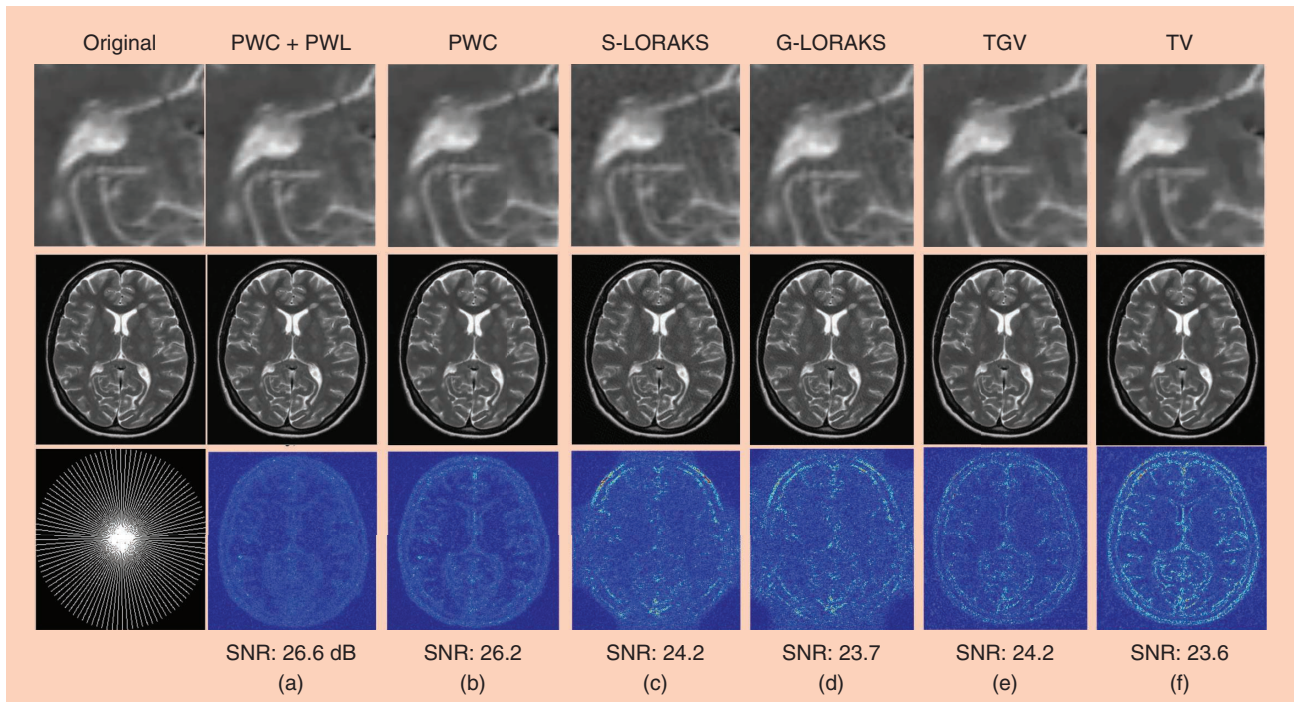 Original PWC + PWL PWC S-LORAKS G-LORAKS TGV TV
SNR: 26.6 dB SNR: 26.2 SNR: 24.2 SNR: 23.7 SNR: 24.2 SNR: 23.6
(a) (b) (c) (d) (e) (f)